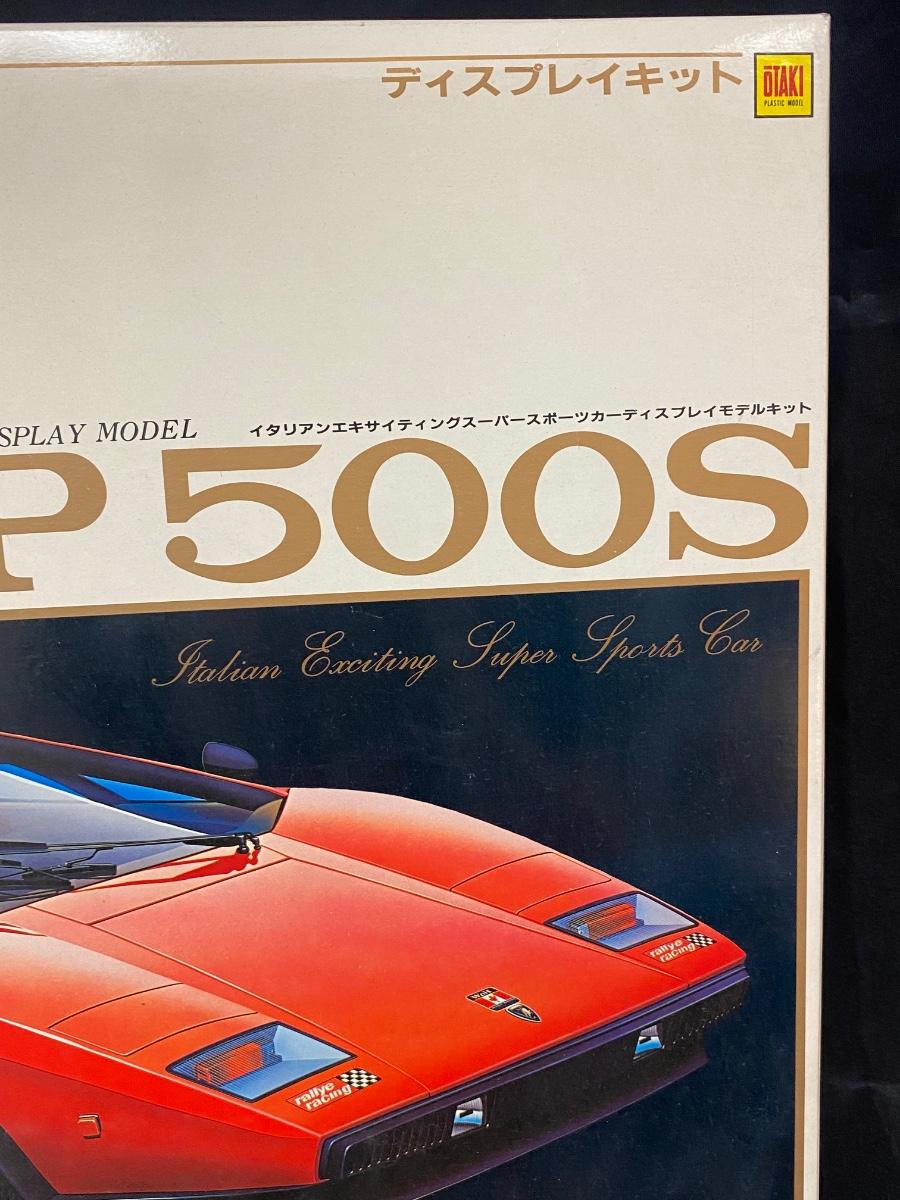 ディスプレイキット
OTAKI
PLASTIC MODEL
SPLAY MODEL
イタリアンエキサイティングスーパースポーツカーディスプレイモデルキット
P 500S
Italian Exciting Super Sports Car
rallye
racing
Wolf
rallye
racing